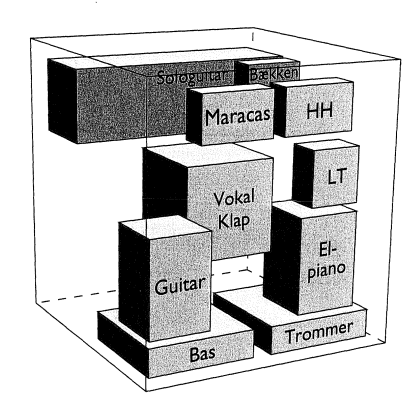 Sologuitar
Bækken
Maracas
HH
LT
Vokal
Klap
El-
piano
Guitar
Trommer
Bas